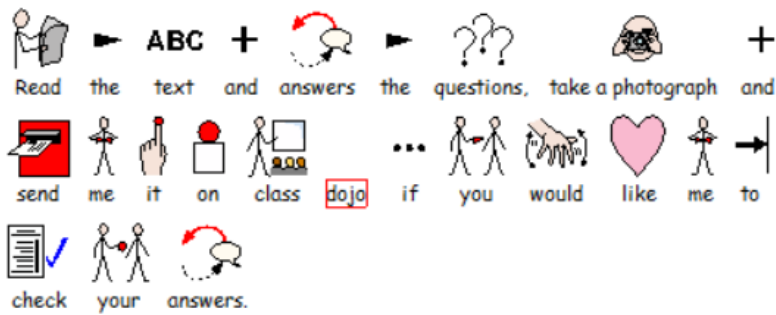 ABC
Read the text and answers the questions, take a photograph and
send me it on class dojo if you would like me to
check your answers.